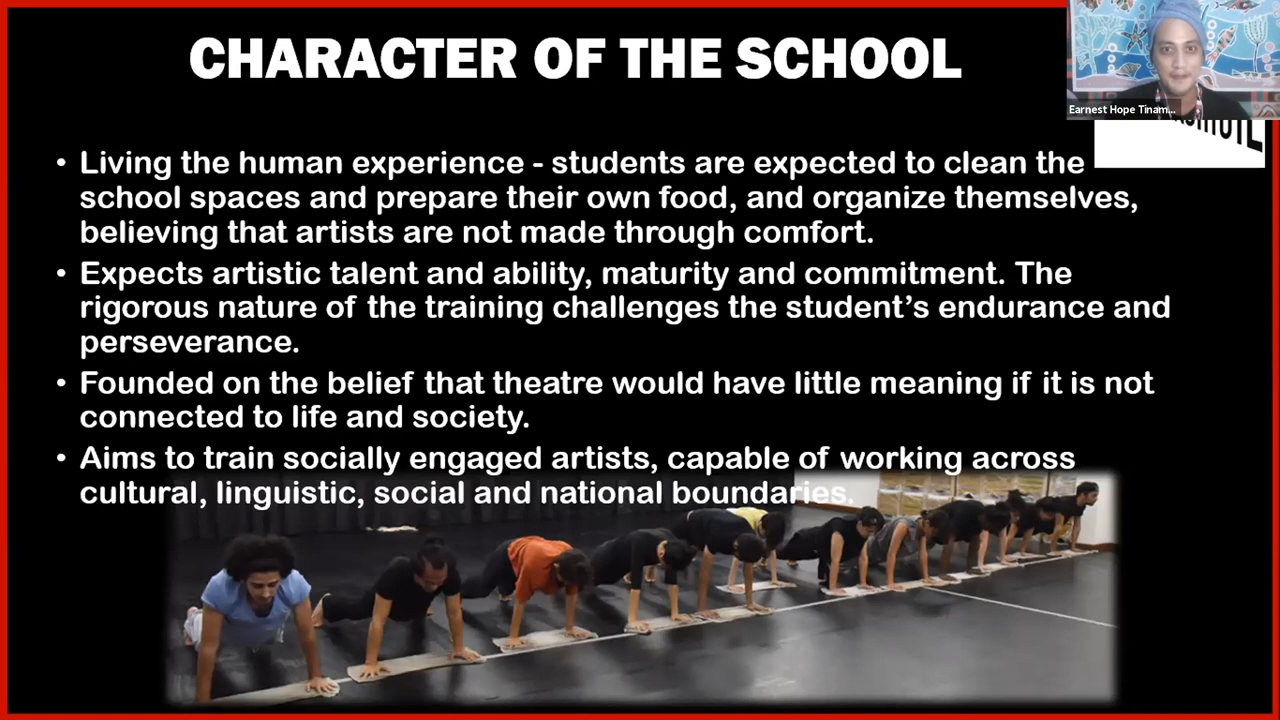 CHARACTER OF THE SCHOOL
Earnest Hope Tinam...
• Living the human experience - students are expected to clean the
school spaces and prepare their own food, and organize themselves,
believing that artists are not made through comfort.
• Expects artistic talent and ability, maturity and commitment. The
rigorous nature of the training challenges the student’s endurance and
perseverance.
• Founded on the belief that theatre would have little meaning if it is not
connected to life and society.
• Aims to train socially engaged artists, capable of working across
cultural, linguistic, social and national boundaries.